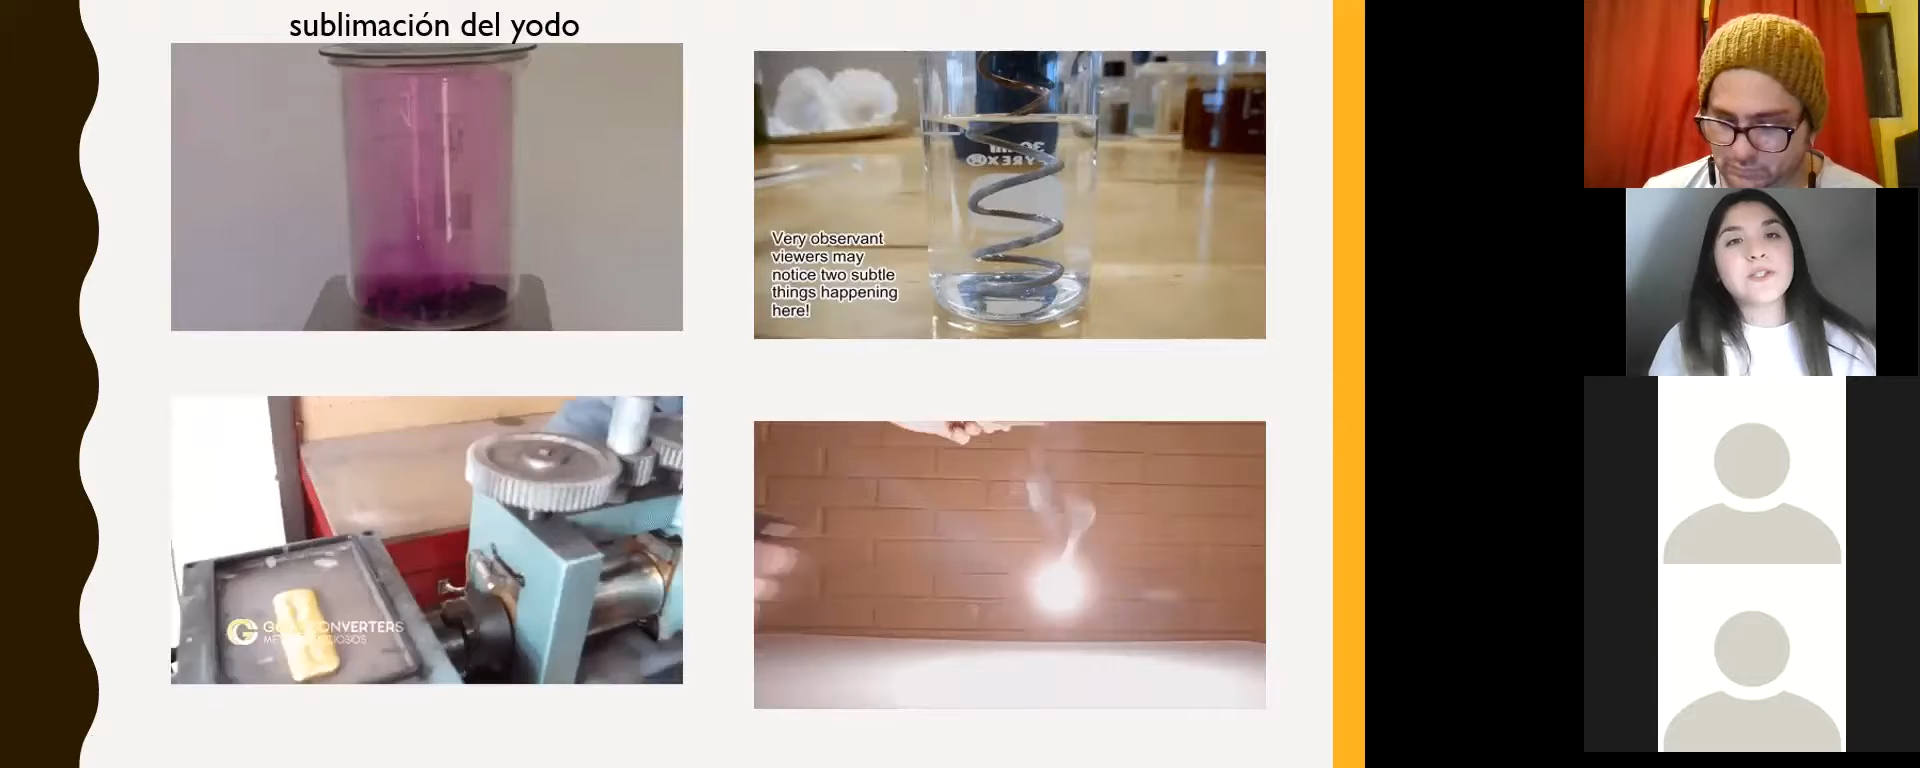 sublimación del yodo
Very observant
viewers may
notice two subtle
things happening
here!